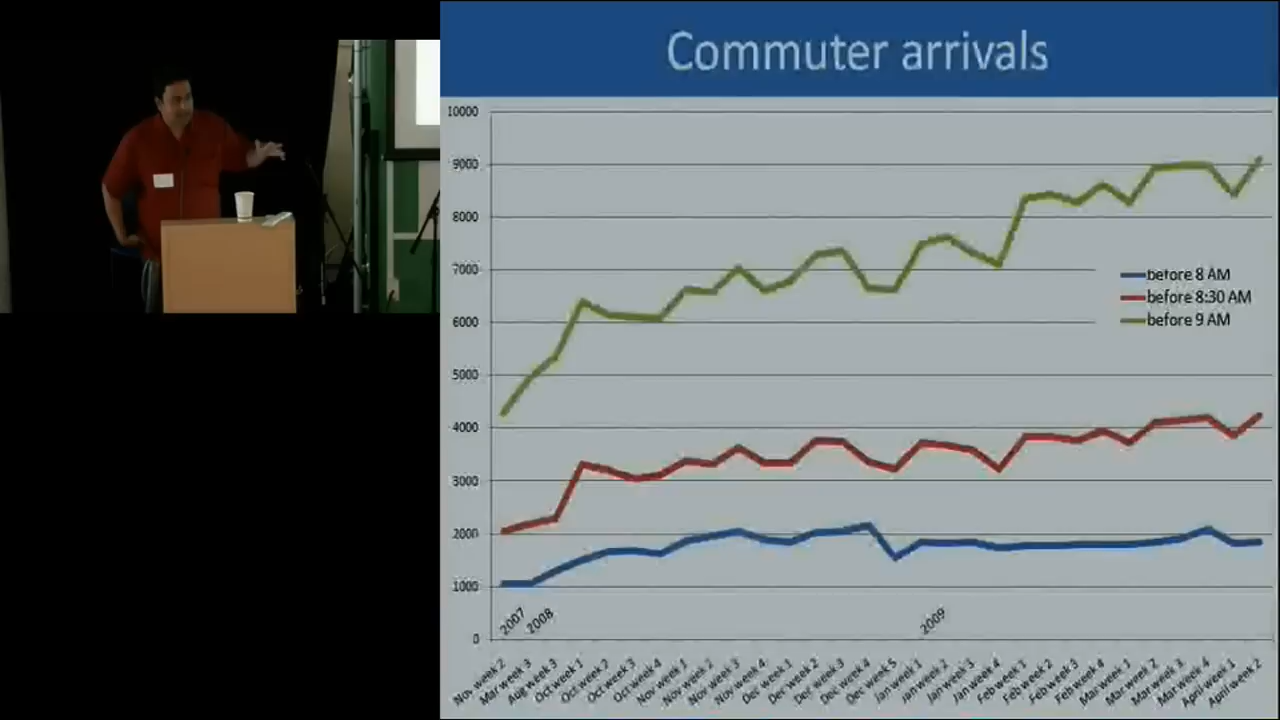 Commuter arrivals
10000
9000
8000
7000
6000
5000
4000
3000
2000
1000
0
before 8 AM
before 8:30 AM
before 9 AM
2007
2008
2009
Nov week 2
Mar week 3
Aug week 3
Oct week 1
Oct week 2
Oct week 3
Oct week 4
Nov week 1
Nov week 2
Nov week 3
Nov week 4
Dec week 1
Dec week 2
Dec week 3
Dec week 4
Dec week 5
Jan week 1
Jan week 2
Jan week 3
Jan week 4
Feb week 1
Feb week 2
Feb week 3
Feb week 4
Mar week 1
Mar week 2
Mar week 3
Mar week 4
April week 1
April week 2